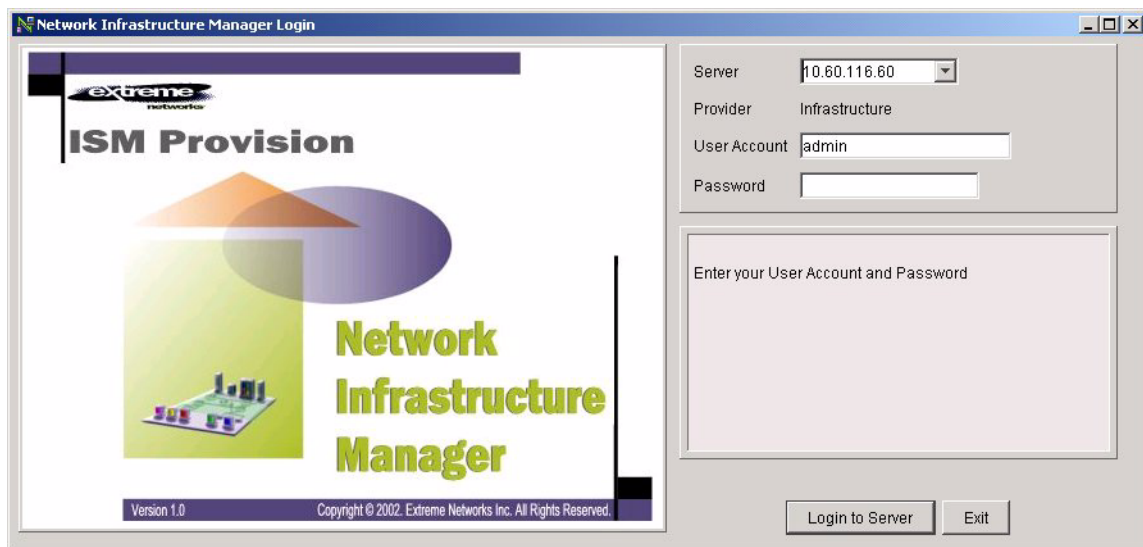 Network Infrastructure Manager Login
extreme
networks
ISM Provision
Network
Infrastructure
Manager
Version 1.0 Copyright © 2002. Extreme Networks Inc. All Rights Reserved.
Server 10.60.116.60
Provider Infrastructure
User Account admin
Password
Enter your User Account and Password
Login to Server Exit